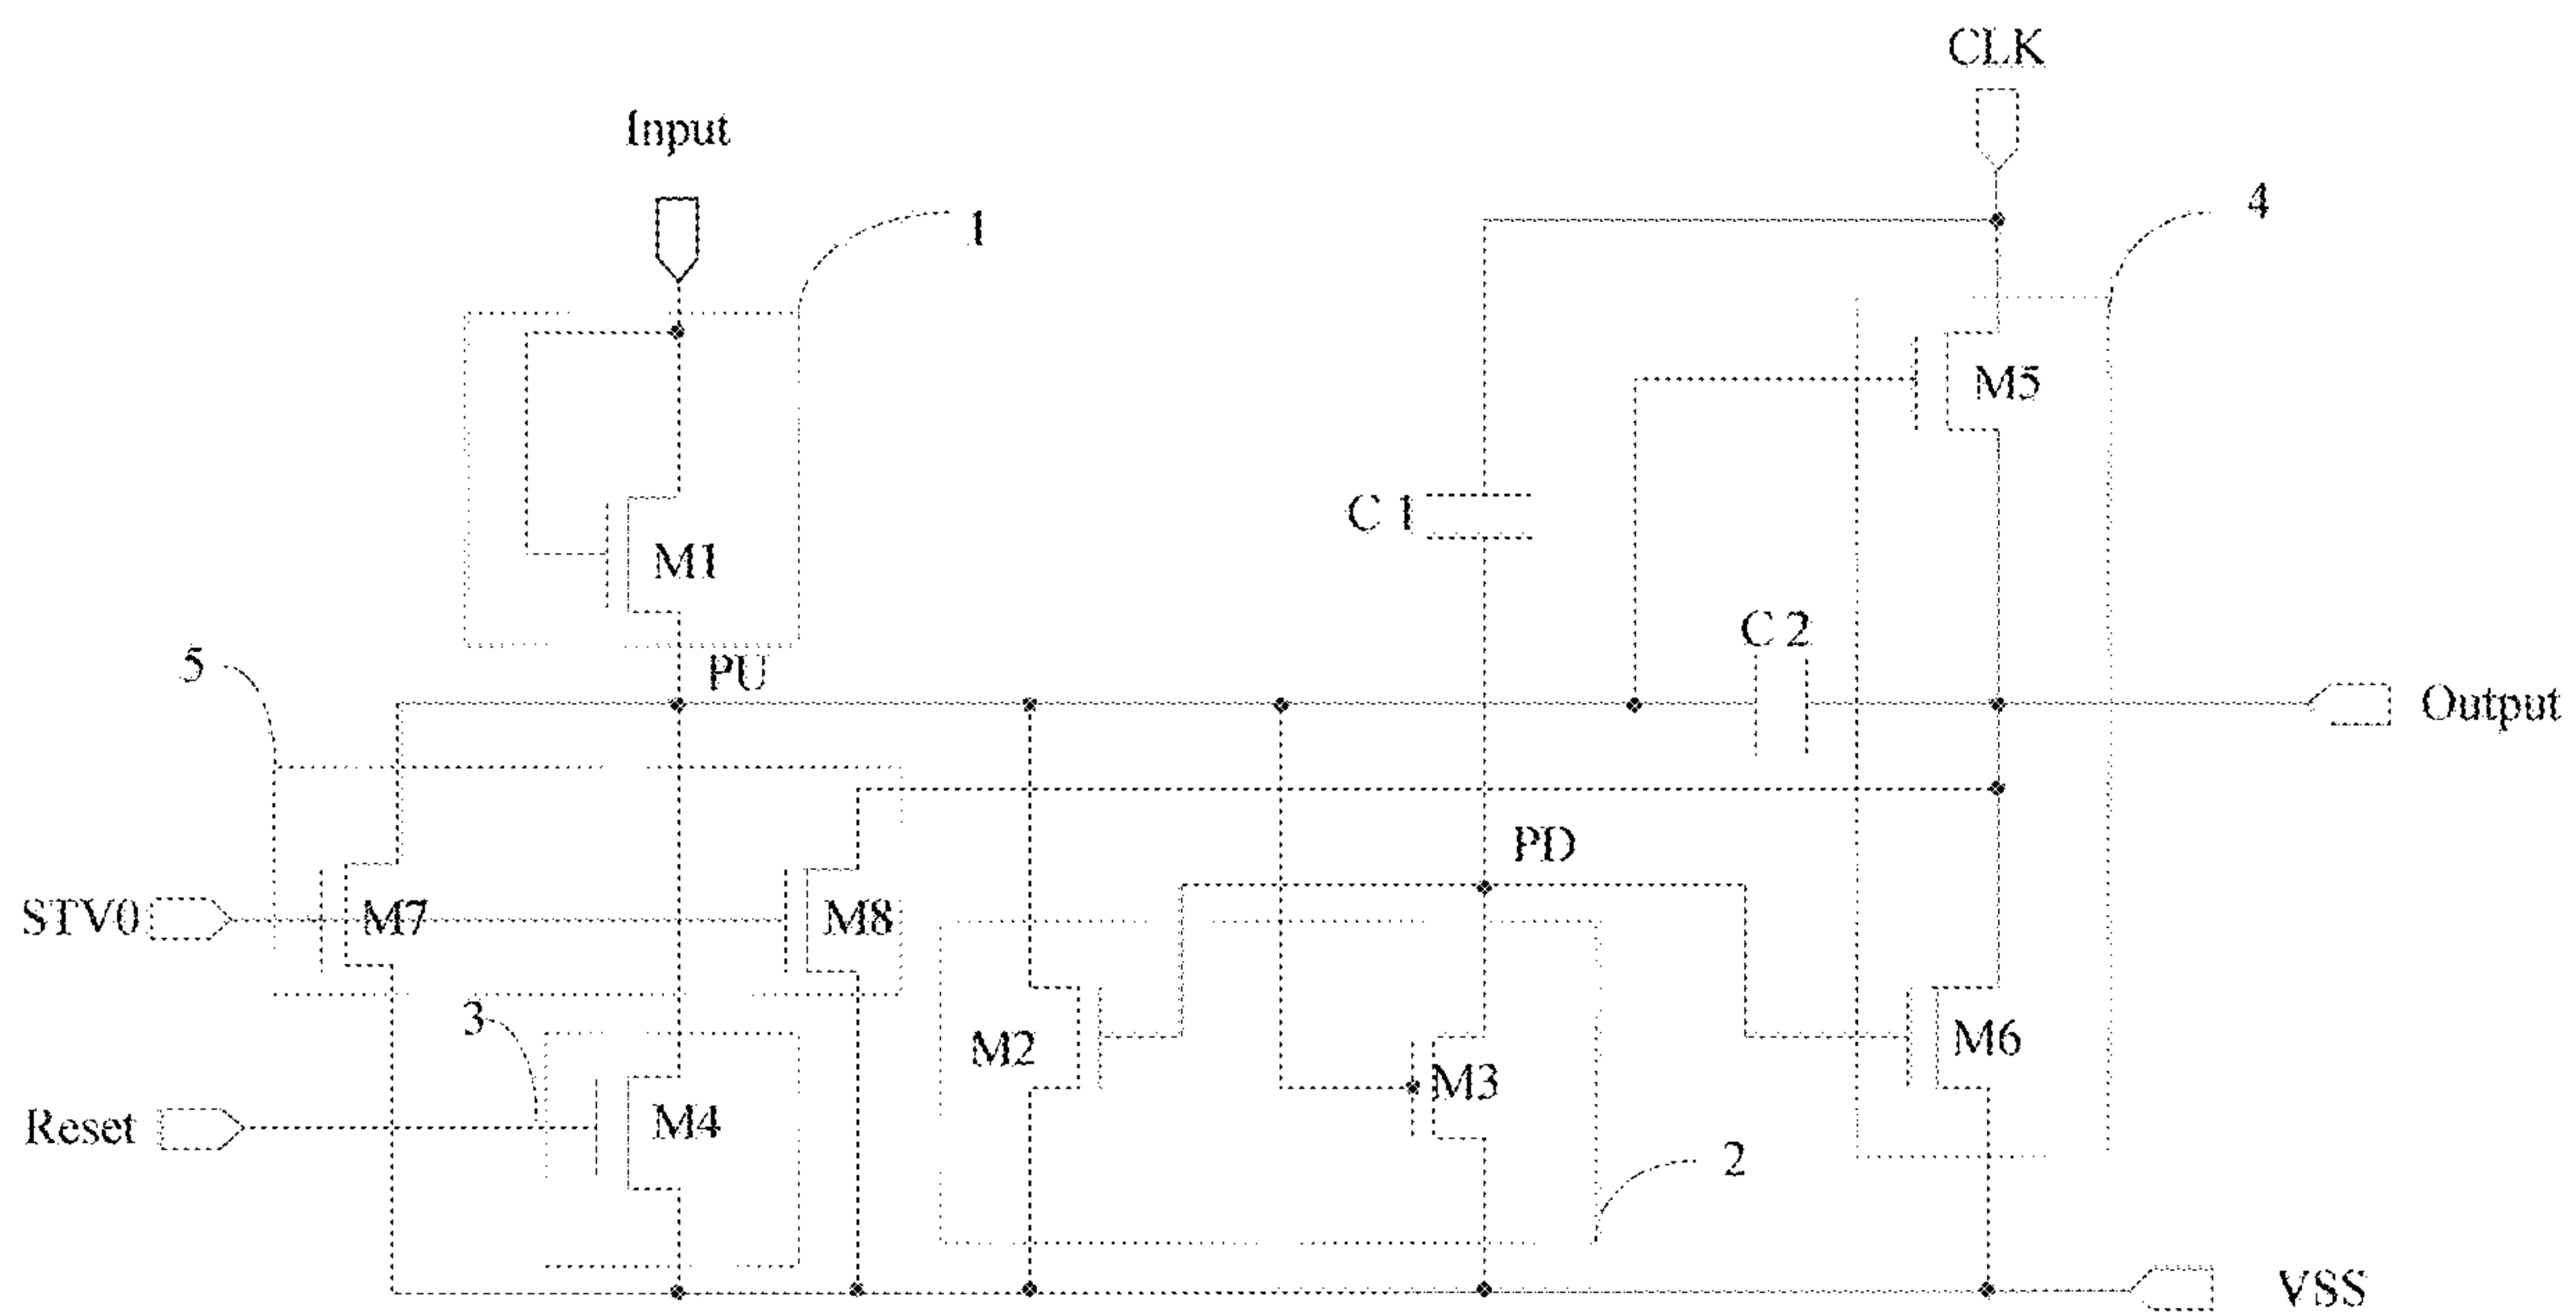 CLK
Input
1
4
M5
C 1
M1
C 2
5
PU
Output
PD
STV0
M7
M8
3
M2
M6
M3
Reset
M4
2
VSS